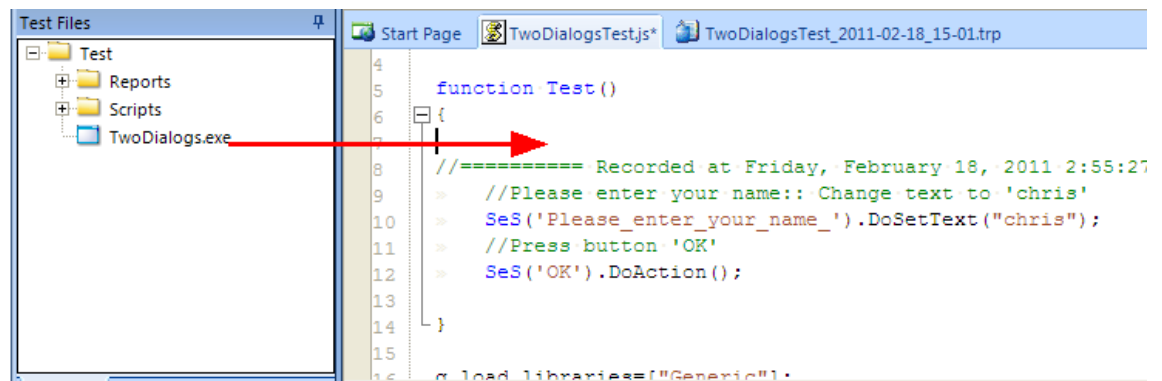 Test Files
Test
Reports
Scripts
TwoDialogs.exe
Start Page TwoDialogsTest.js* TwoDialogsTest_2011-02-18_15-01.trp
4
5 function Test()
6 {
7
8 //========== Recorded at Friday, February 18, 2011 2:55:27
9 //Please enter your name:: Change text to 'chris'
10 SeS('Please_enter_your_name_').DoSetText("chris");
11 //Press button 'OK'
12 SeS('OK').DoAction();
13
14 }
15
16 g_load_libraries=["Generic"];